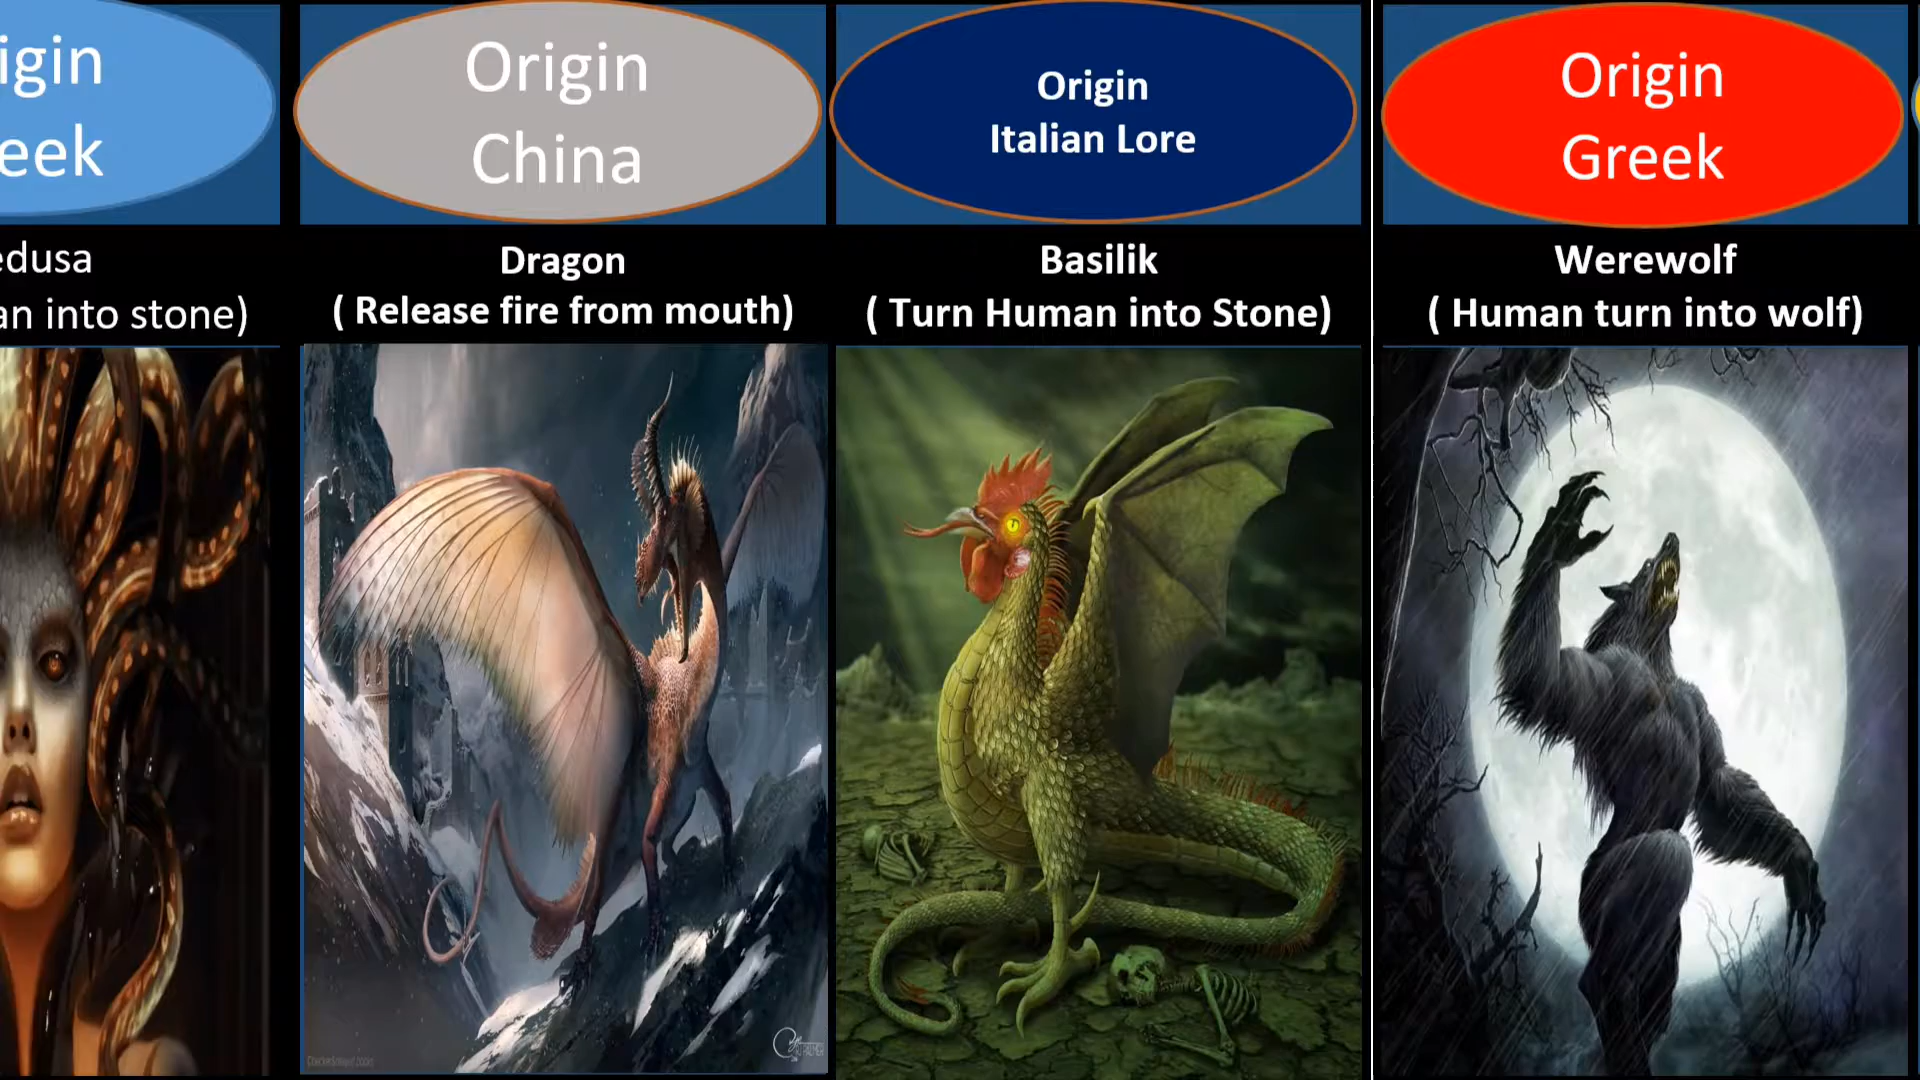 igin
eek
edusa
an into stone)
Origin
China
Dragon
( Release fire from mouth)
Origin
Italian Lore
Basilik
( Turn Human into Stone)
Origin
Greek
Werewolf
( Human turn into wolf)